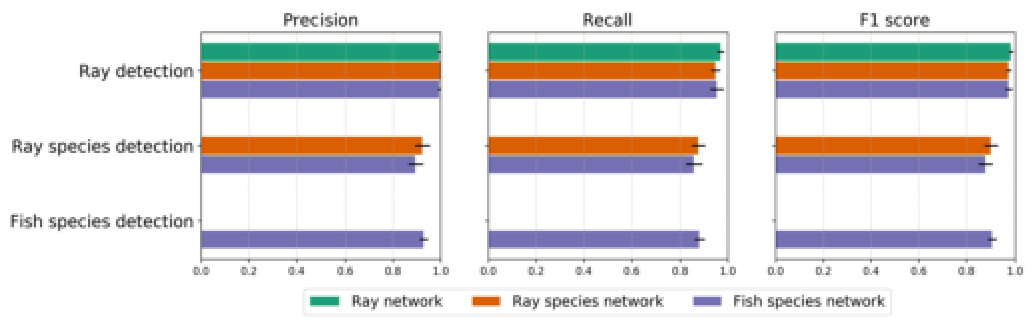 Precision Recall F1 score
Ray detection
Ray species detection
Fish species detection
0.0 0.2 0.4 0.6 0.8 1.0 0.0 0.2 0.4 0.6 0.8 1.0 0.0 0.2 0.4 0.6 0.8 1.0
Ray network Ray species network Fish species network